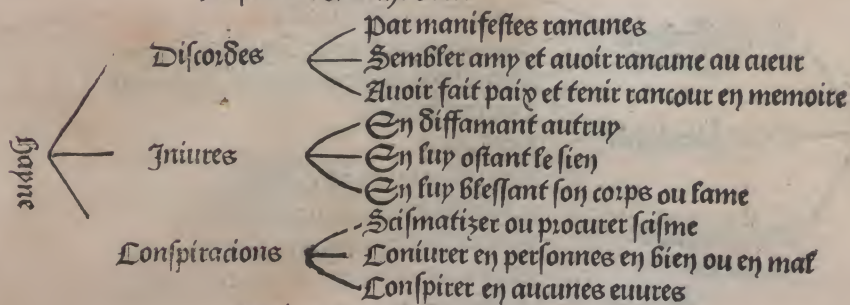 Discordes
Par manifestes rancunes
Sembler amy et auoir rancune au cueur
Auoir fait paix et tenir rancour en memoire
Hayne
Iniures
En diffamant autruy
En luy ostant le sien
En luy blessant son corps ou lame
Conspiracions
Scismatizer ou procurer scisme
Coniurer en personnes en bien ou en mal
Conspirer en aucunes euures